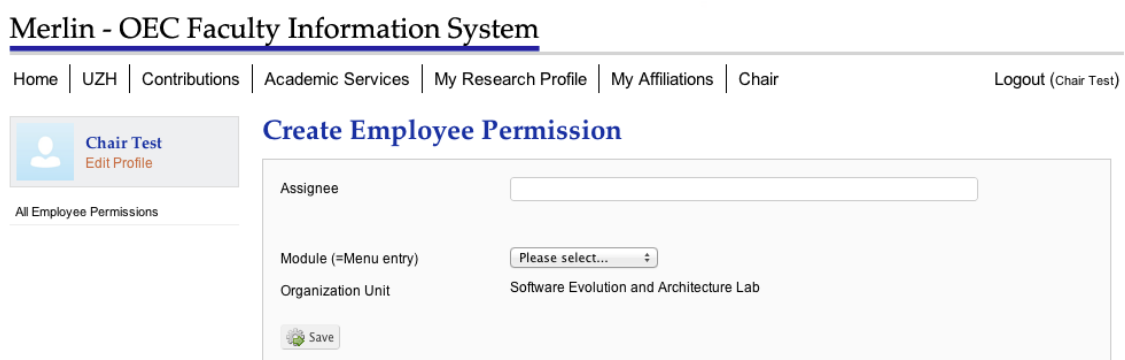 Merlin - OEC Faculty Information System
Home UZH Contributions Academic Services My Research Profile My Affiliations Chair Logout (Chair Test)
Chair Test
Edit Profile
All Employee Permissions
Create Employee Permission
Assignee
Module (=Menu entry) Please select...
Organization Unit Software Evolution and Architecture Lab
Save